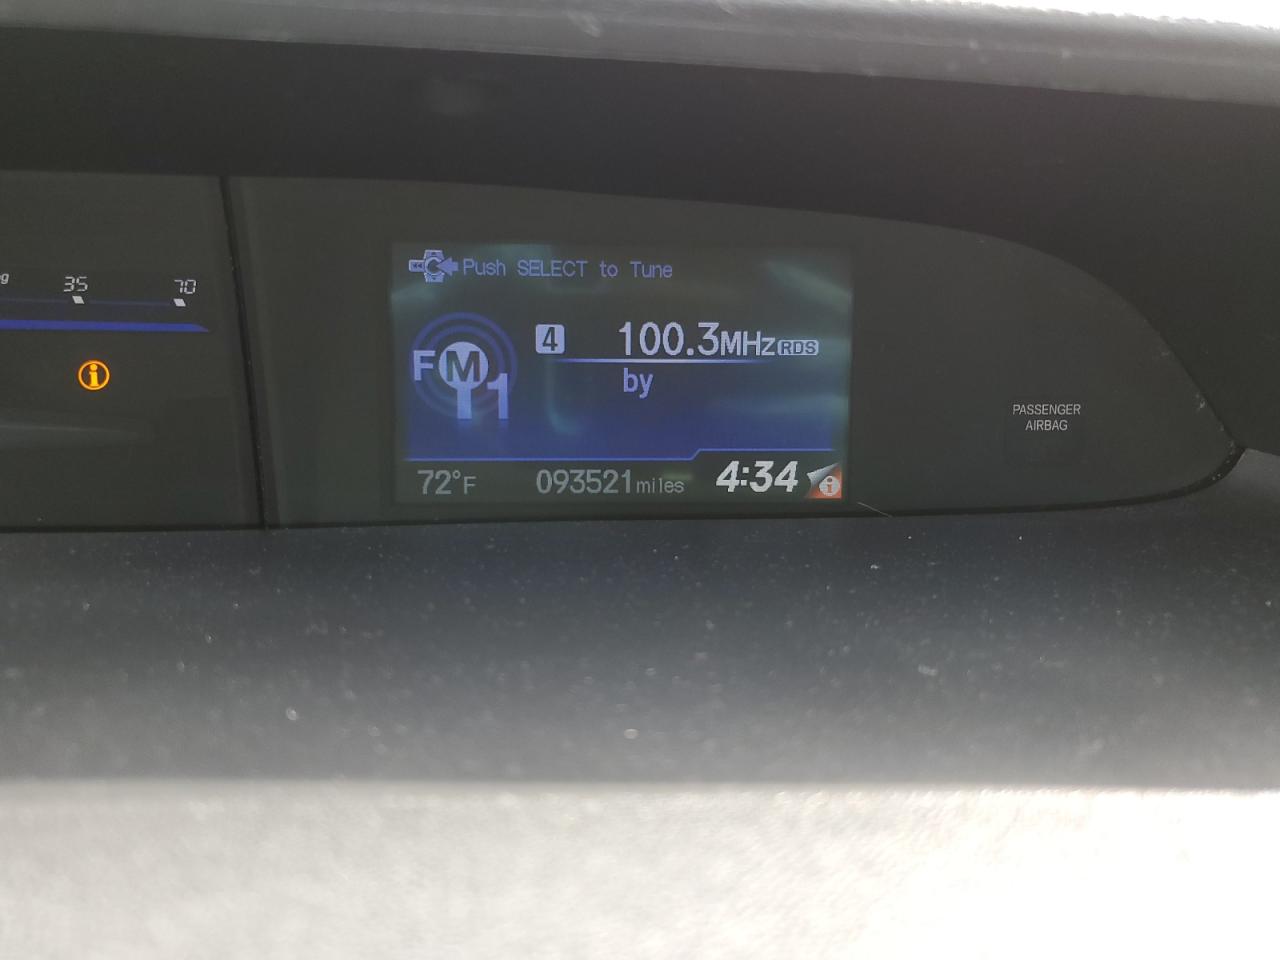 Push SELECT to Tune
35 70
4 100.3MHz RDS
FM1
by
72°F 093521 miles 4:34
PASSENGER
AIRBAG